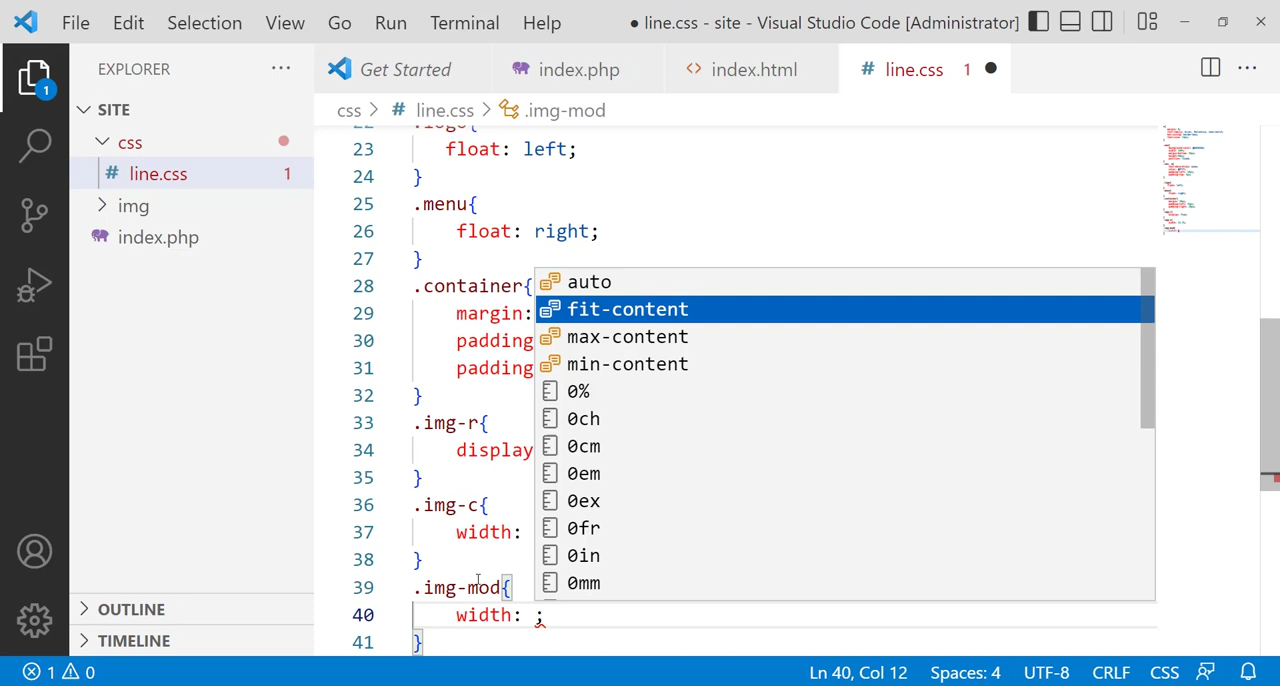 File Edit Selection View Go Run Terminal Help ● line.css - site - Visual Studio Code [Administrator]
EXPLORER ··· Get Started index.php <> index.html # line.css 1 ●
1
SITE
css > # line.css > .img-mod
css
# line.css 1
img
index.php
OUTLINE
TIMELINE
22 .logo{
23 float: left;
24 }
25 .menu{
26 float: right;
27 }
28 .container{
29 margin:
30 padding
31 padding
32 }
33 .img-r{
34 display
35 }
36 .img-c{
37 width:
38 }
39 .img-mod{
40 width: ;
41 }
auto
fit-content
max-content
min-content
0%
0ch
0cm
0em
0ex
0fr
0in
0mm
1 0 Ln 40, Col 12 Spaces: 4 UTF-8 CRLF CSS